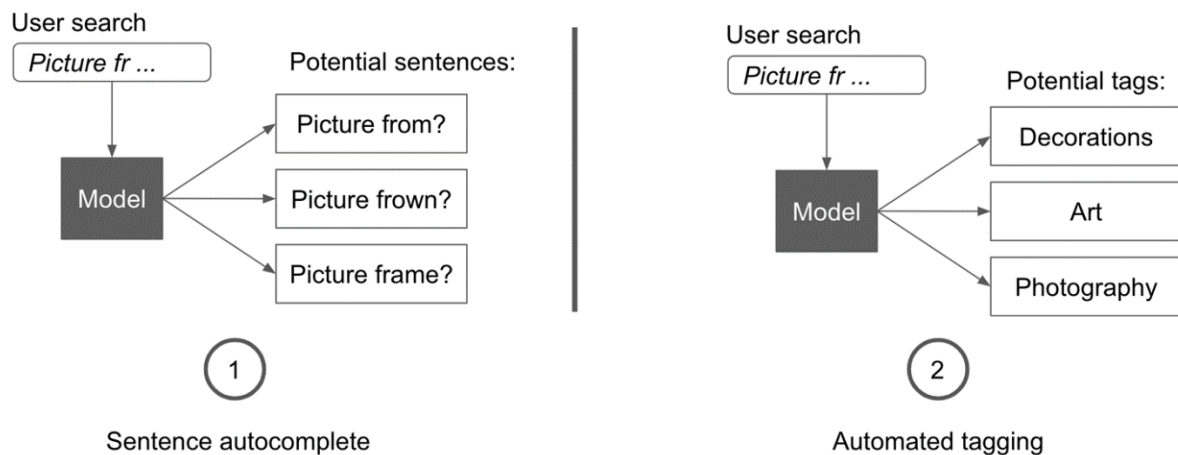 User search
Picture fr ...
Potential sentences:
Picture from?
Model
Picture frown?
Picture frame?
1
Sentence autocomplete
User search
Picture fr ...
Potential tags:
Decorations
Model
Art
Photography
2
Automated tagging